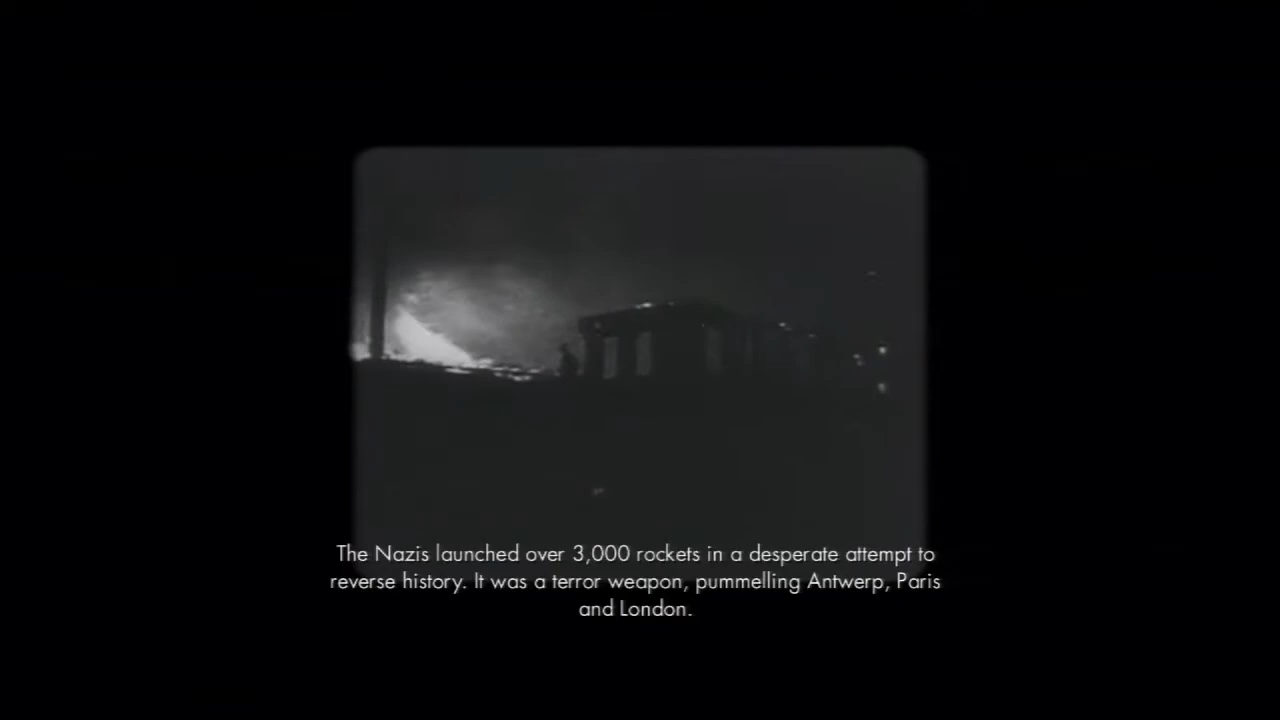 The Nazis launched over 3,000 rockets in a desperate attempt to
reverse history. It was a terror weapon, pummelling Antwerp, Paris
and London.